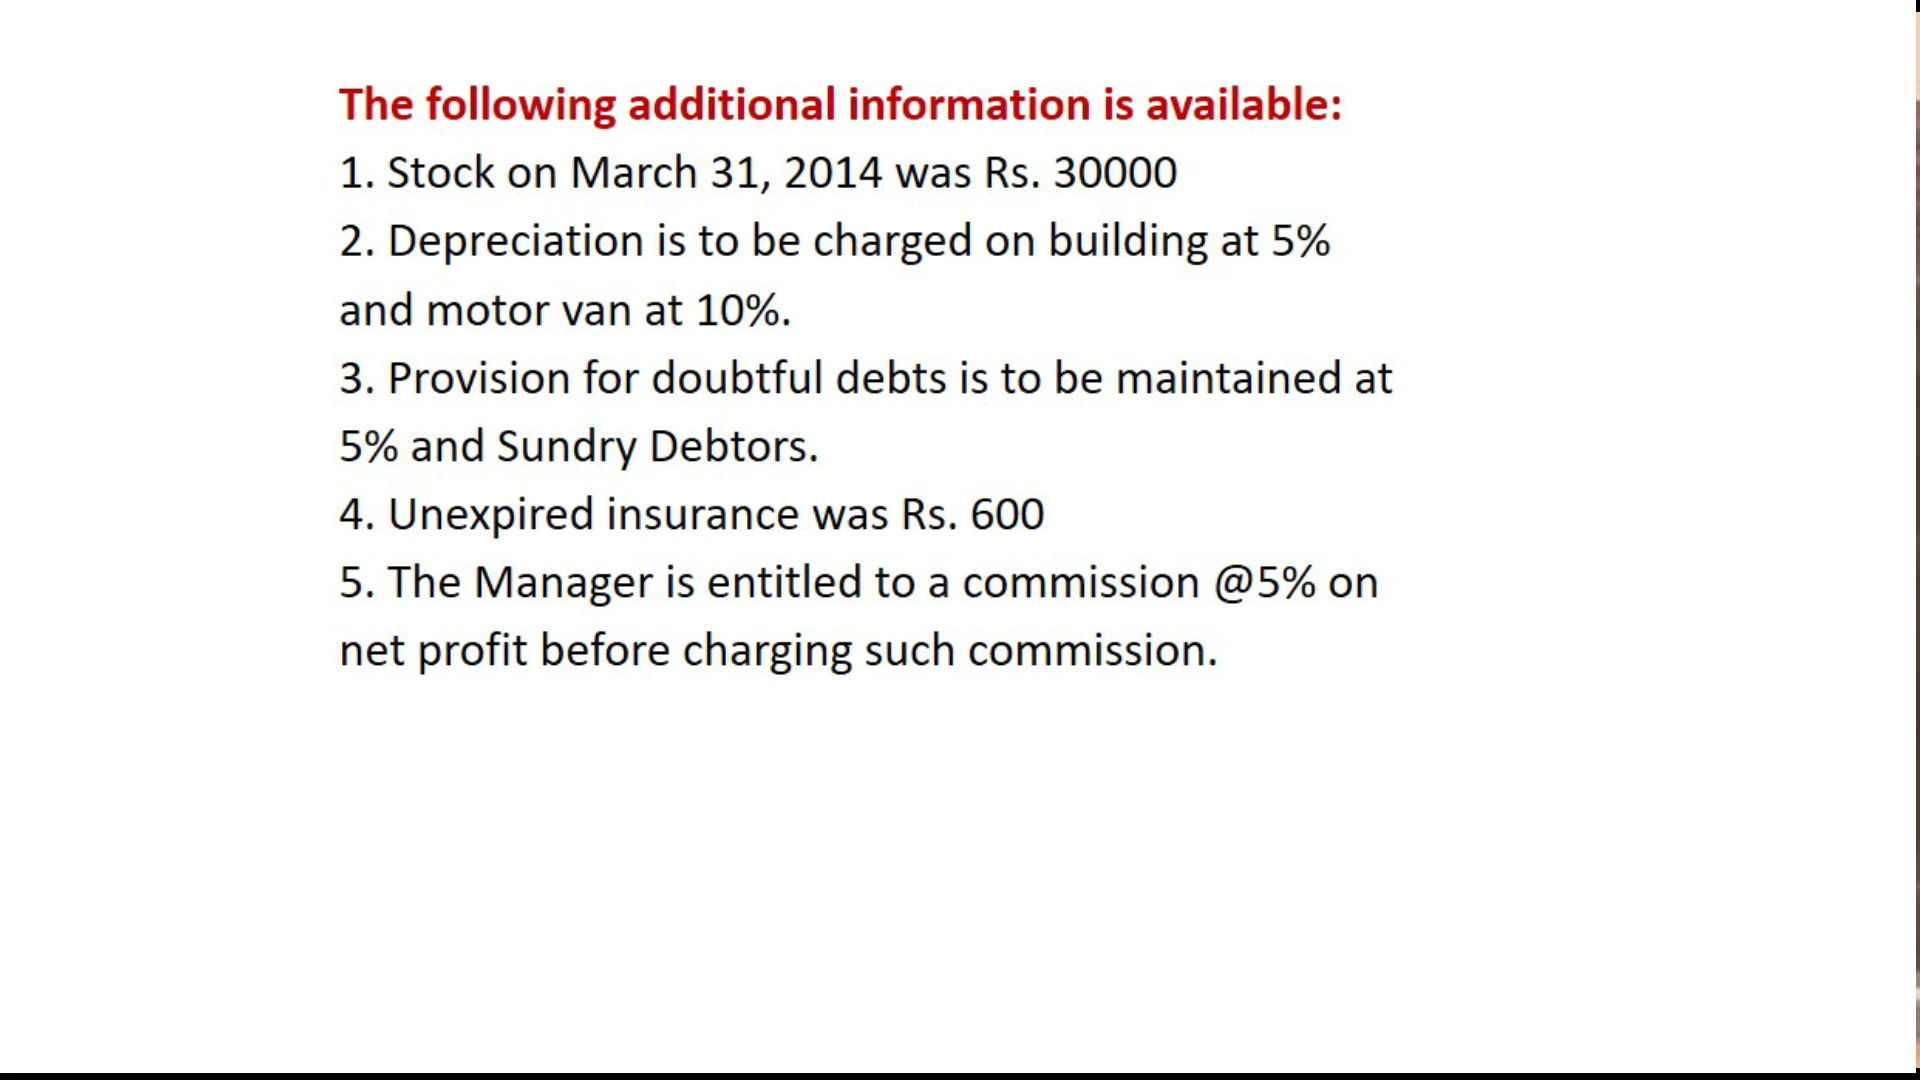 The following additional information is available:
1. Stock on March 31, 2014 was Rs. 30000
2. Depreciation is to be charged on building at 5%
and motor van at 10%.
3. Provision for doubtful debts is to be maintained at
5% and Sundry Debtors.
4. Unexpired insurance was Rs. 600
5. The Manager is entitled to a commission @5% on
net profit before charging such commission.